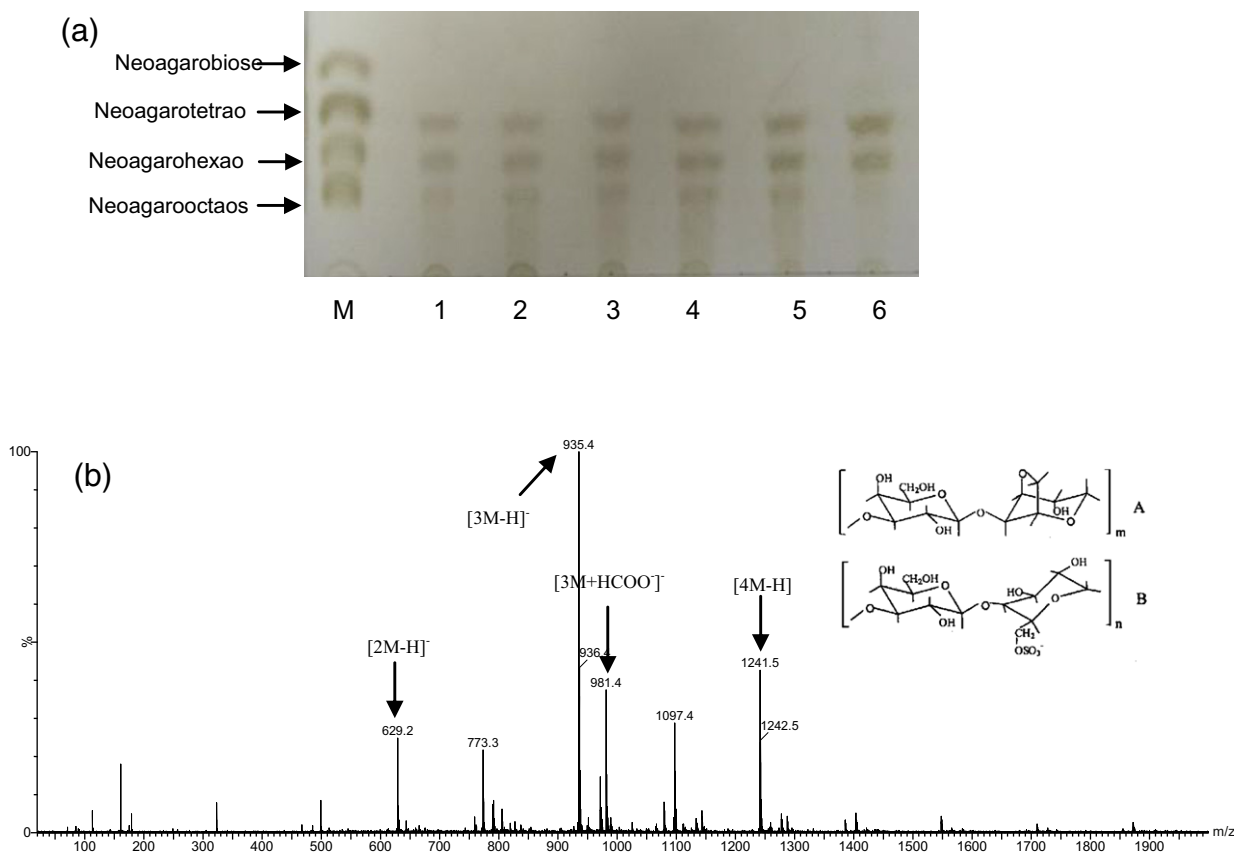 (a)
Neoagarobiose
Neoagarotetrao
Neoagarohexao
Neoagarooctaos
M 1 2 3 4 5 6
(b)
100
%
0
935.4
[3M-H]-
936.4
[3M+HCOO-]-
981.4
[4M-H]
1241.5
1242.5
[2M-H]-
629.2
773.3
1097.4
OH
CH2OH
O
OH
O
O
OH
O
O
m
A
OH
CH2OH
O
OH
O
O
HO
OH
O
CH2
OSO3-
n
B
100 200 300 400 500 600 700 800 900 1000 1100 1200 1300 1400 1500 1600 1700 1800 1900 m/z